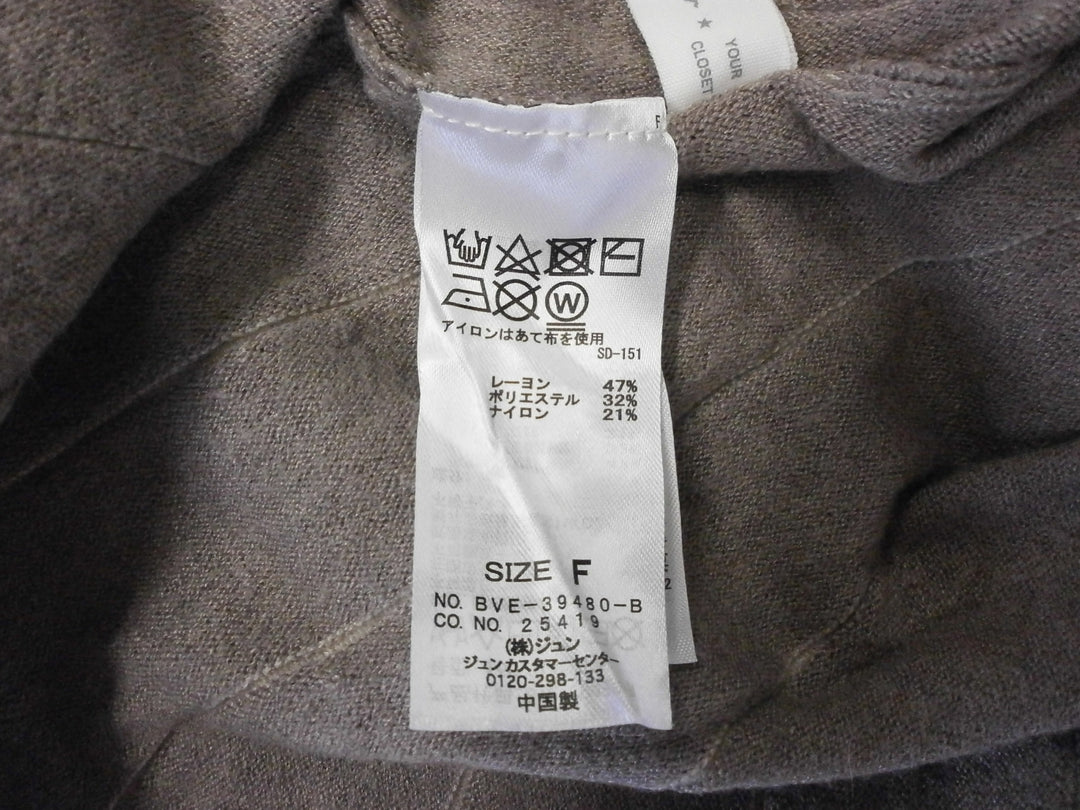 YOUR
CLOSET
F
W
アイロンはあて布を使用
SD-151
レーヨン 47%
ポリエステル 32%
ナイロン 21%
SIZE F
NO. BVE-39480-B
CO. NO. 25419
(株)ジュン
ジュンカスタマーセンター
0120-298-133
中国製
2